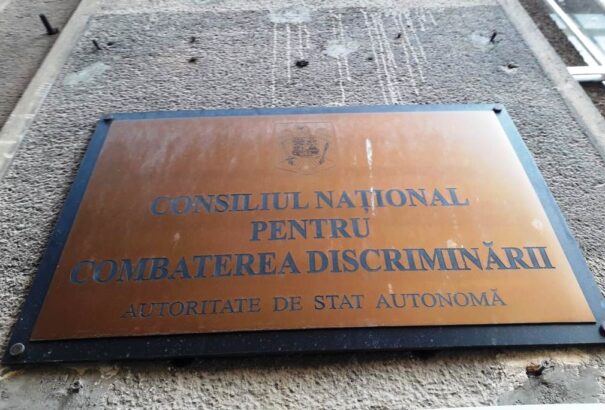 CONSILIUL NAȚIONAL
PENTRU
COMBATEREA DISCRIMINĂRII
AUTORITATE DE STAT AUTONOMĂ